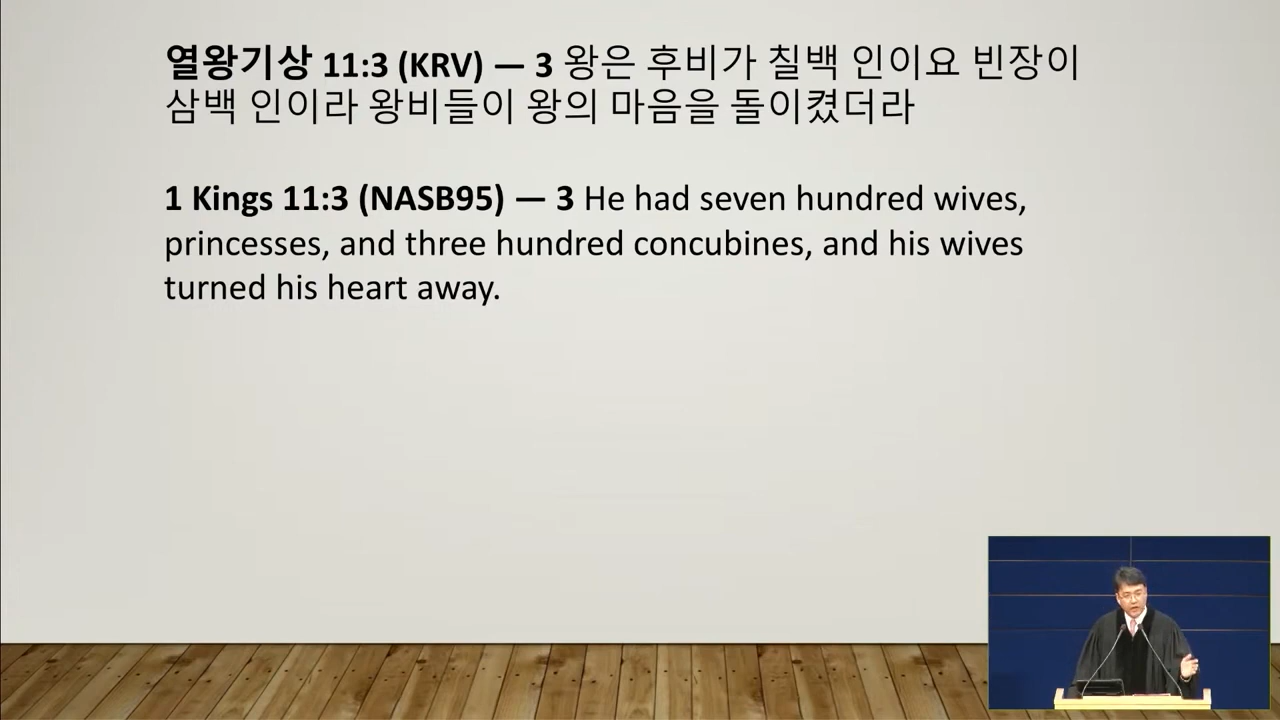 열왕기상 11:3 (KRV) — 3 왕은 후비가 칠백 인이요 빈장이
삼백 인이라 왕비들이 왕의 마음을 돌이켰더라
1 Kings 11:3 (NASB95) — 3 He had seven hundred wives,
princesses, and three hundred concubines, and his wives
turned his heart away.